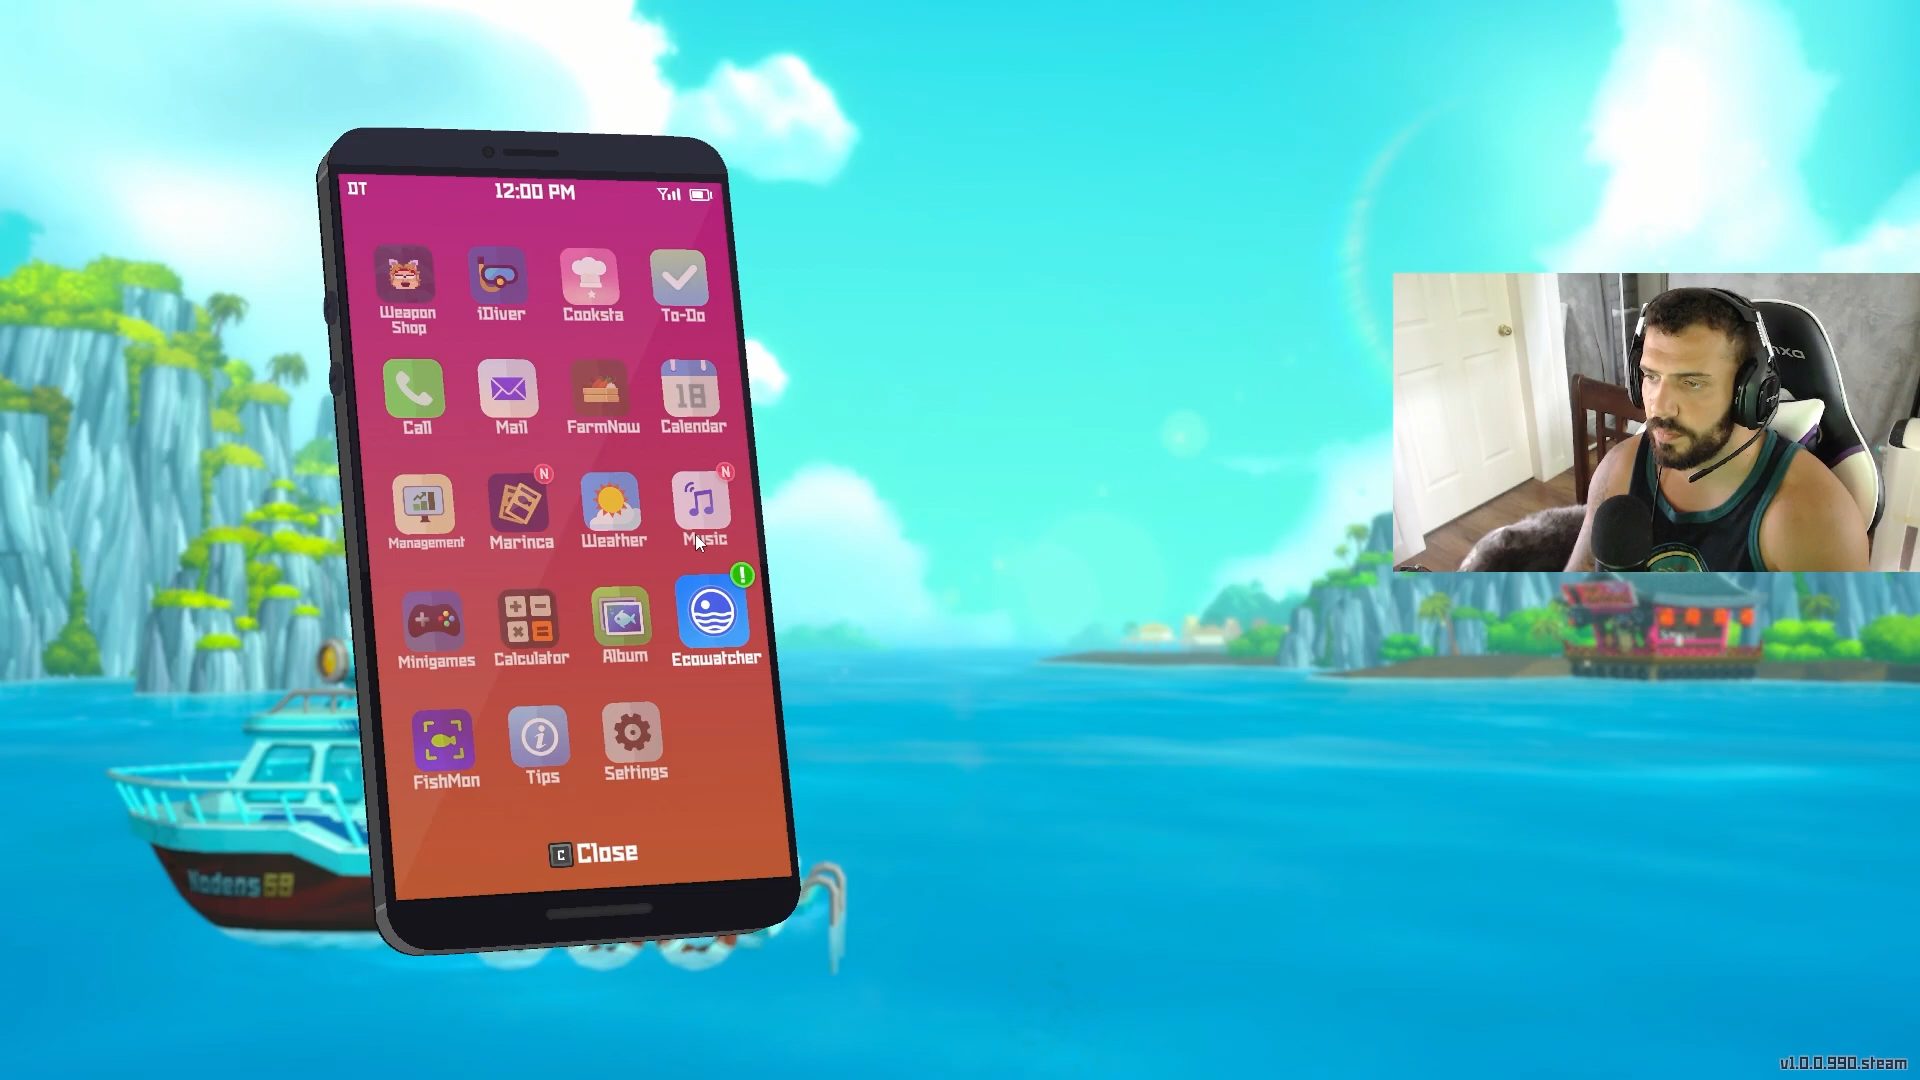 DT
12:00 PM
Weapon
Shop
iDiver
Cooksta
To-Do
Call
Mail
FarmNow
18
Calendar
Management
N
Marinca
Weather
N
Music
Minigames
Calculator
Album
!
Ecowatcher
FishMon
i
Tips
Settings
C Close
Nadens 68
v1.0.0.990.steam